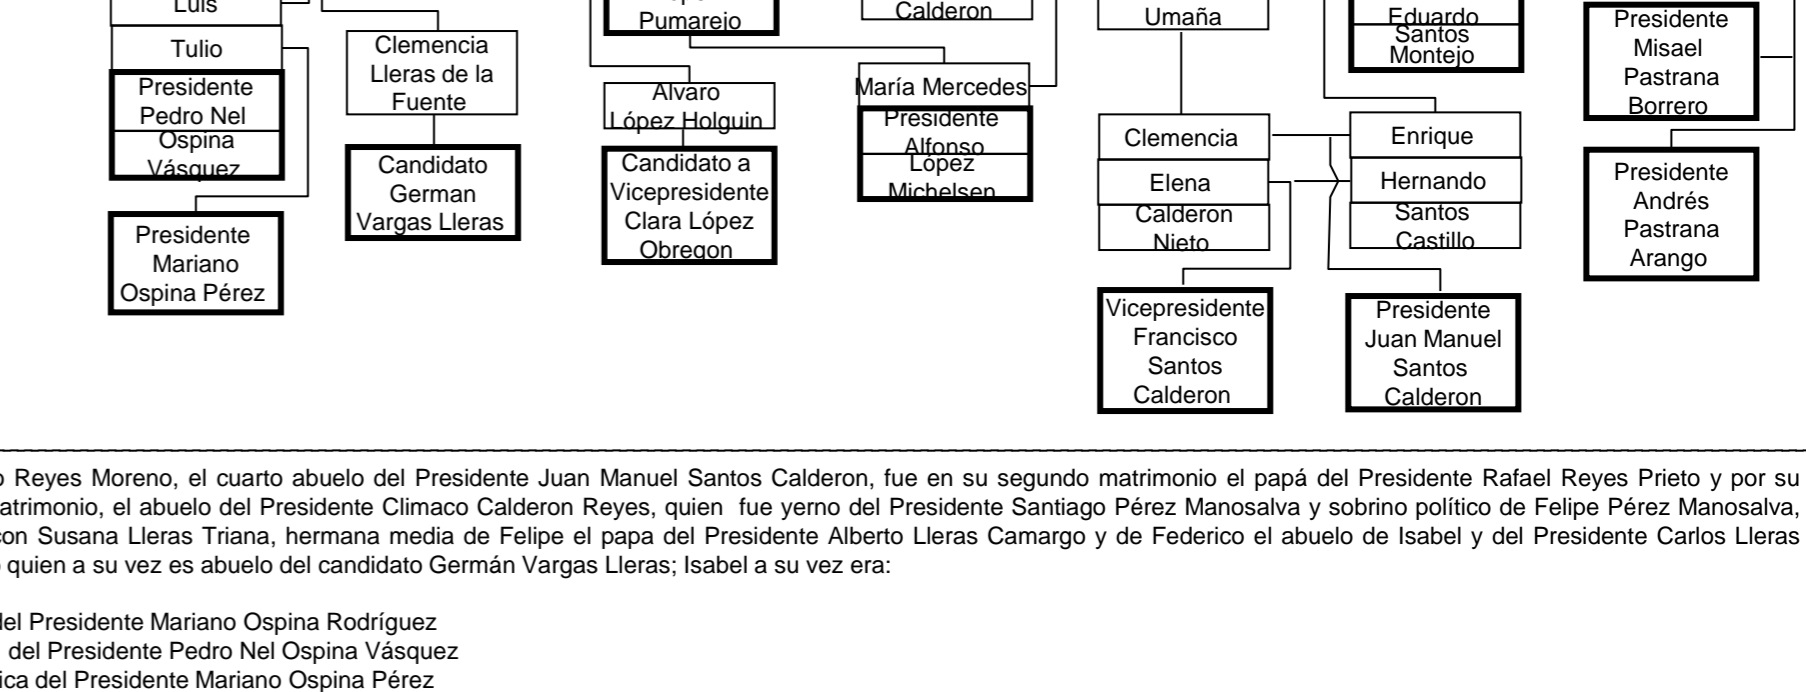 Luis
Tulio
Presidente
Pedro Nel
Ospina
Vásquez
Presidente
Mariano
Ospina Pérez
Clemencia
Lleras de la
Fuente
Candidato
German
Vargas Lleras
Pumarejo
Alvaro
López Holguin
Candidato a
Vicepresidente
Clara López
Obregon
Calderon
María Mercedes
Presidente
Alfonso
López
Michelsen
Umaña
Clemencia
Elena
Calderon
Nieto
Vicepresidente
Francisco
Santos
Calderon
Eduardo
Santos
Montejo
Enrique
Hernando
Santos
Castillo
Presidente
Juan Manuel
Santos
Calderon
Presidente
Misael
Pastrana
Borrero
Presidente
Andrés
Pastrana
Arango
Reyes Moreno, el cuarto abuelo del Presidente Juan Manuel Santos Calderon, fue en su segundo matrimonio el papá del Presidente Rafael Reyes Prieto y por su
atrimonio, el abuelo del Presidente Climaco Calderon Reyes, quien fue yerno del Presidente Santiago Pérez Manosalva y sobrino político de Felipe Pérez Manosalva,
con Susana Lleras Triana, hermana media de Felipe el papa del Presidente Alberto Lleras Camargo y de Federico el abuelo de Isabel y del Presidente Carlos Lleras
quien a su vez es abuelo del candidato Germán Vargas Lleras; Isabel a su vez era:
del Presidente Mariano Ospina Rodríguez
del Presidente Pedro Nel Ospina Vásquez
ica del Presidente Mariano Ospina Pérez